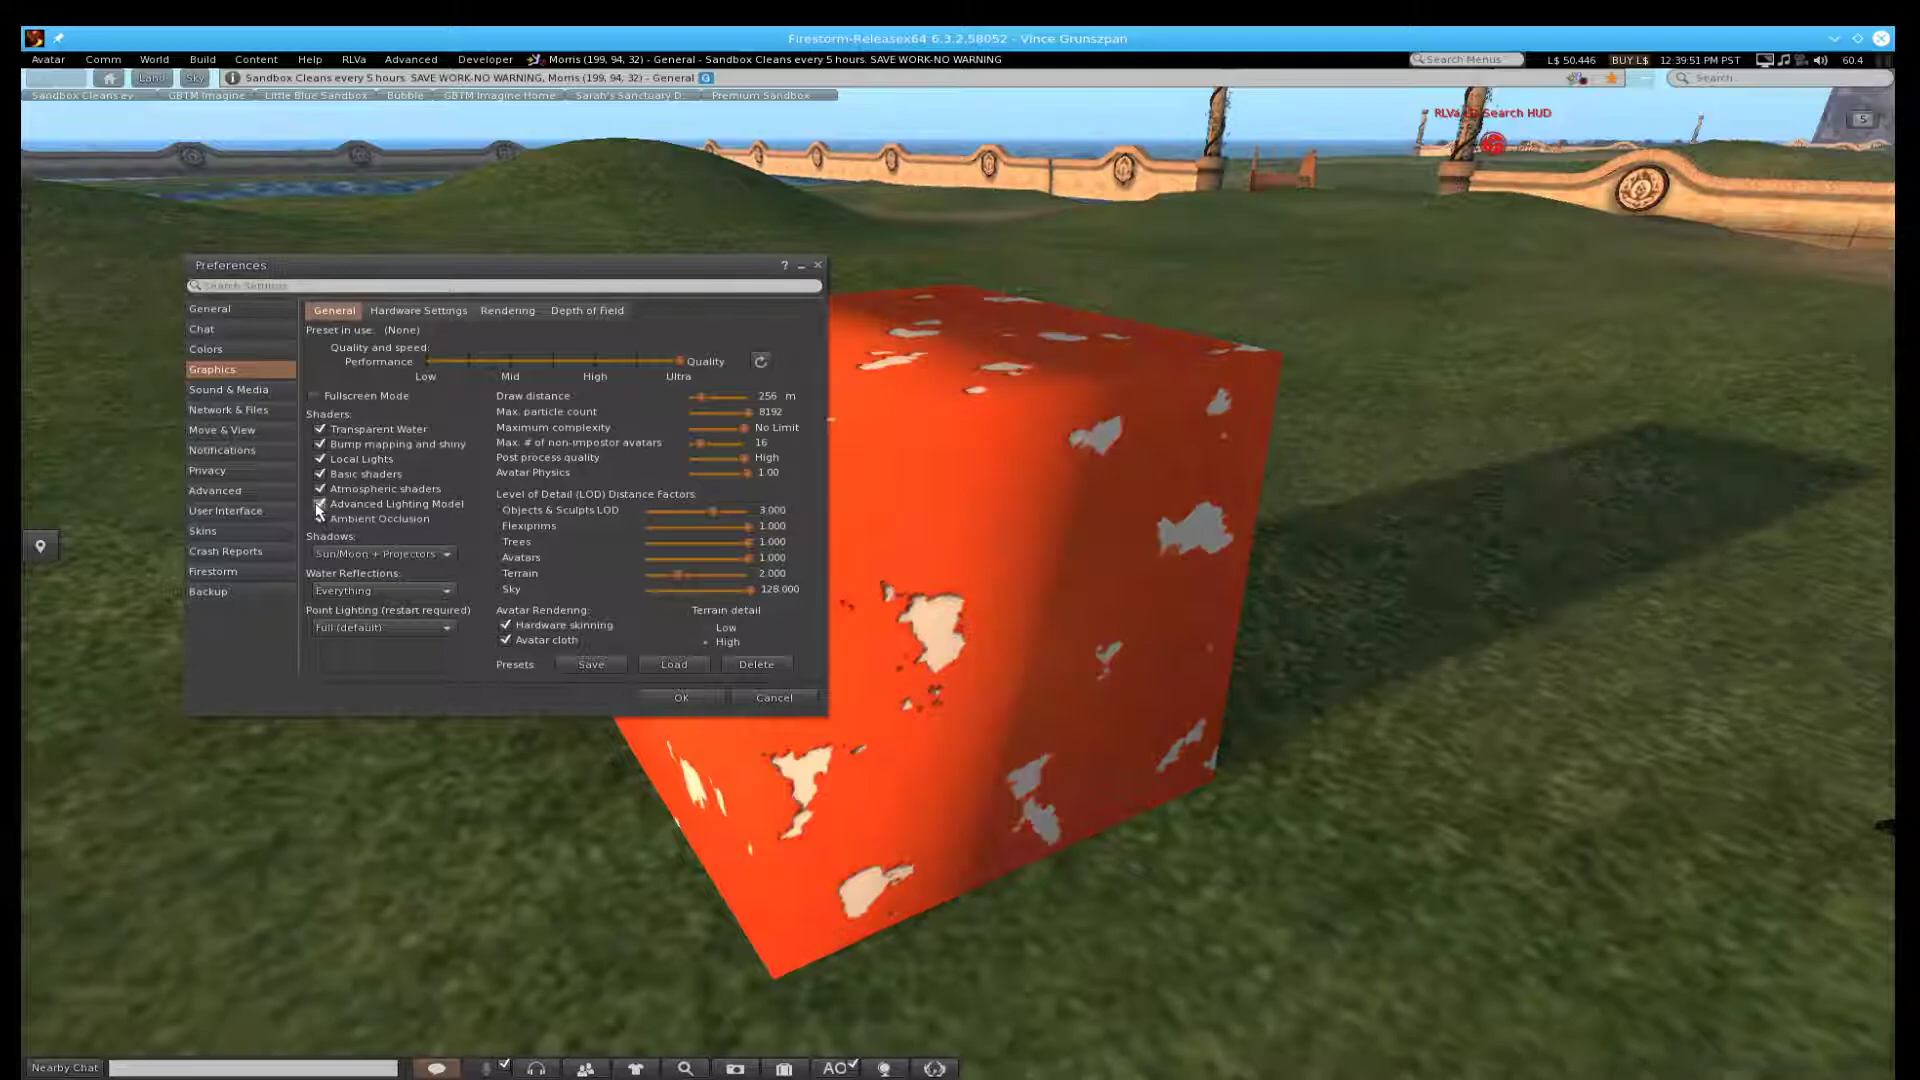 Firestorm-Releasex64 6.3.2.58052 - Vince Grunszpan
Avatar Comm World Build Content Help RLVa Advanced Developer Morris (199, 94, 32) - General - Sandbox Cleans every 5 hours. SAVE WORK-NO WARNING
Search Menus L$ 50,446 BUY L$ 12:39:51 PM PST 60.4
Land Sky Sandbox Cleans every 5 hours. SAVE WORK-NO WARNING, Morris (199, 94, 32) - General G Search
Sandbox Cleans ev GBTM Imagine Little Blue Sandbox Bubble GBTM Imagine Home Sarah's Sanctuary D.. Premium Sandbox
Search HUD
5
Preferences ?
Search Settings
General
Chat
Colors
Graphics
Sound & Media
Network & Files
Move & View
Notifications
Privacy
Advanced
User Interface
Skins
Crash Reports
Firestorm
Backup
General Hardware Settings Rendering Depth of Field
Preset in use: (None)
Quality and speed:
Performance Quality
Low Mid High Ultra
Fullscreen Mode
Shaders:
Transparent Water
Bump mapping and shiny
Local Lights
Basic shaders
Atmospheric shaders
Advanced Lighting Model
Ambient Occlusion
Shadows:
Sun/Moon + Projectors
Water Reflections:
Everything
Point Lighting (restart required)
Full (default)
Draw distance 256 m
Max. particle count 8192
Maximum complexity No Limit
Max. # of non-impostor avatars 16
Post process quality High
Avatar Physics 1.00
Level of Detail (LOD) Distance Factors:
Objects & Sculpts LOD 3.000
Flexiprims 1.000
Trees 1.000
Avatars 1.000
Terrain 2.000
Sky 128.000
Avatar Rendering:
Hardware skinning
Avatar cloth
Terrain detail
Low
High
Presets Save Load Delete
OK Cancel
Nearby Chat AO